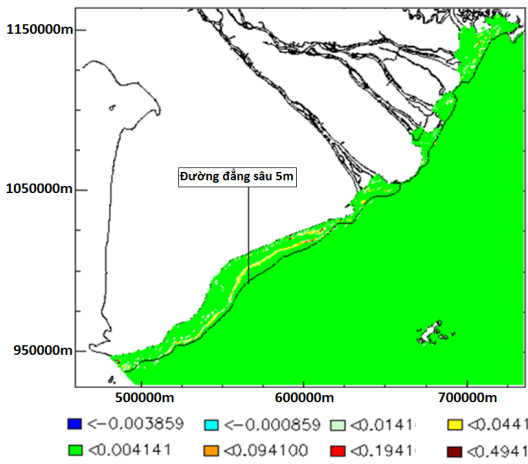 1150000m
Đường đẳng sâu 5m
1050000m
950000m
500000m 600000m 700000m
<-0.003859 <-0.000859 <0.0141 <0.0441
<0.004141 <0.094100 <0.1941 <0.4941